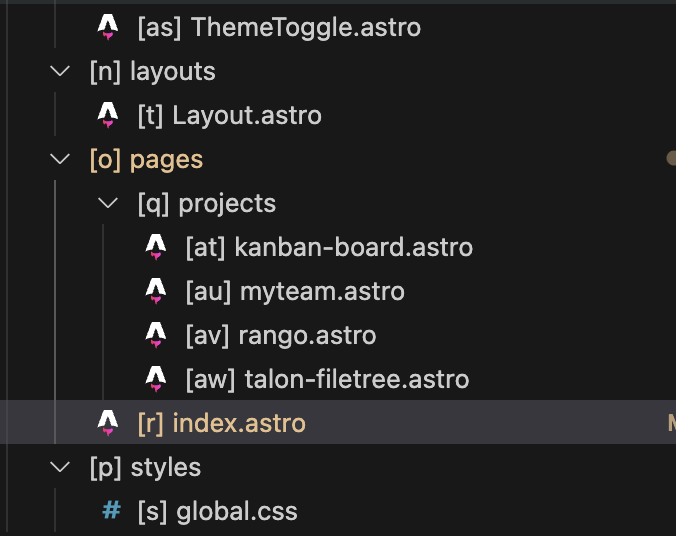 [as] ThemeToggle.astro
[n] layouts
[t] Layout.astro
[o] pages
[q] projects
[at] kanban-board.astro
[au] myteam.astro
[av] rango.astro
[aw] talon-filetree.astro
[r] index.astro
[p] styles
# [s] global.css